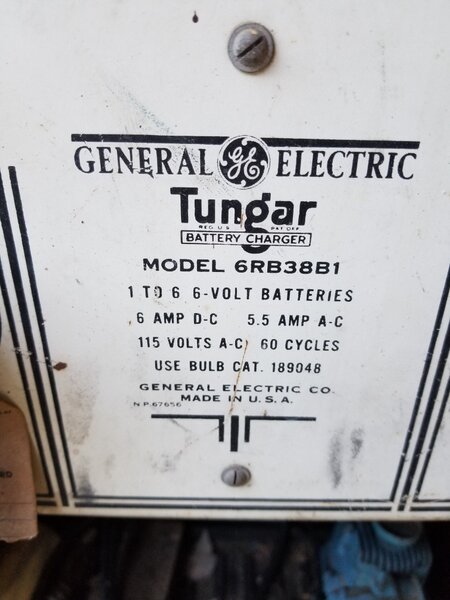 GENERAL GE ELECTRIC
Tungar
REG. U.S. PAT. OFF.
BATTERY CHARGER
MODEL 6RB38B1
1 TO 6 6-VOLT BATTERIES
6 AMP D-C 5.5 AMP A-C
115 VOLTS A-C 60 CYCLES
USE BULB CAT. 189048
GENERAL ELECTRIC CO.
MADE IN U.S.A.
N.P. 67656